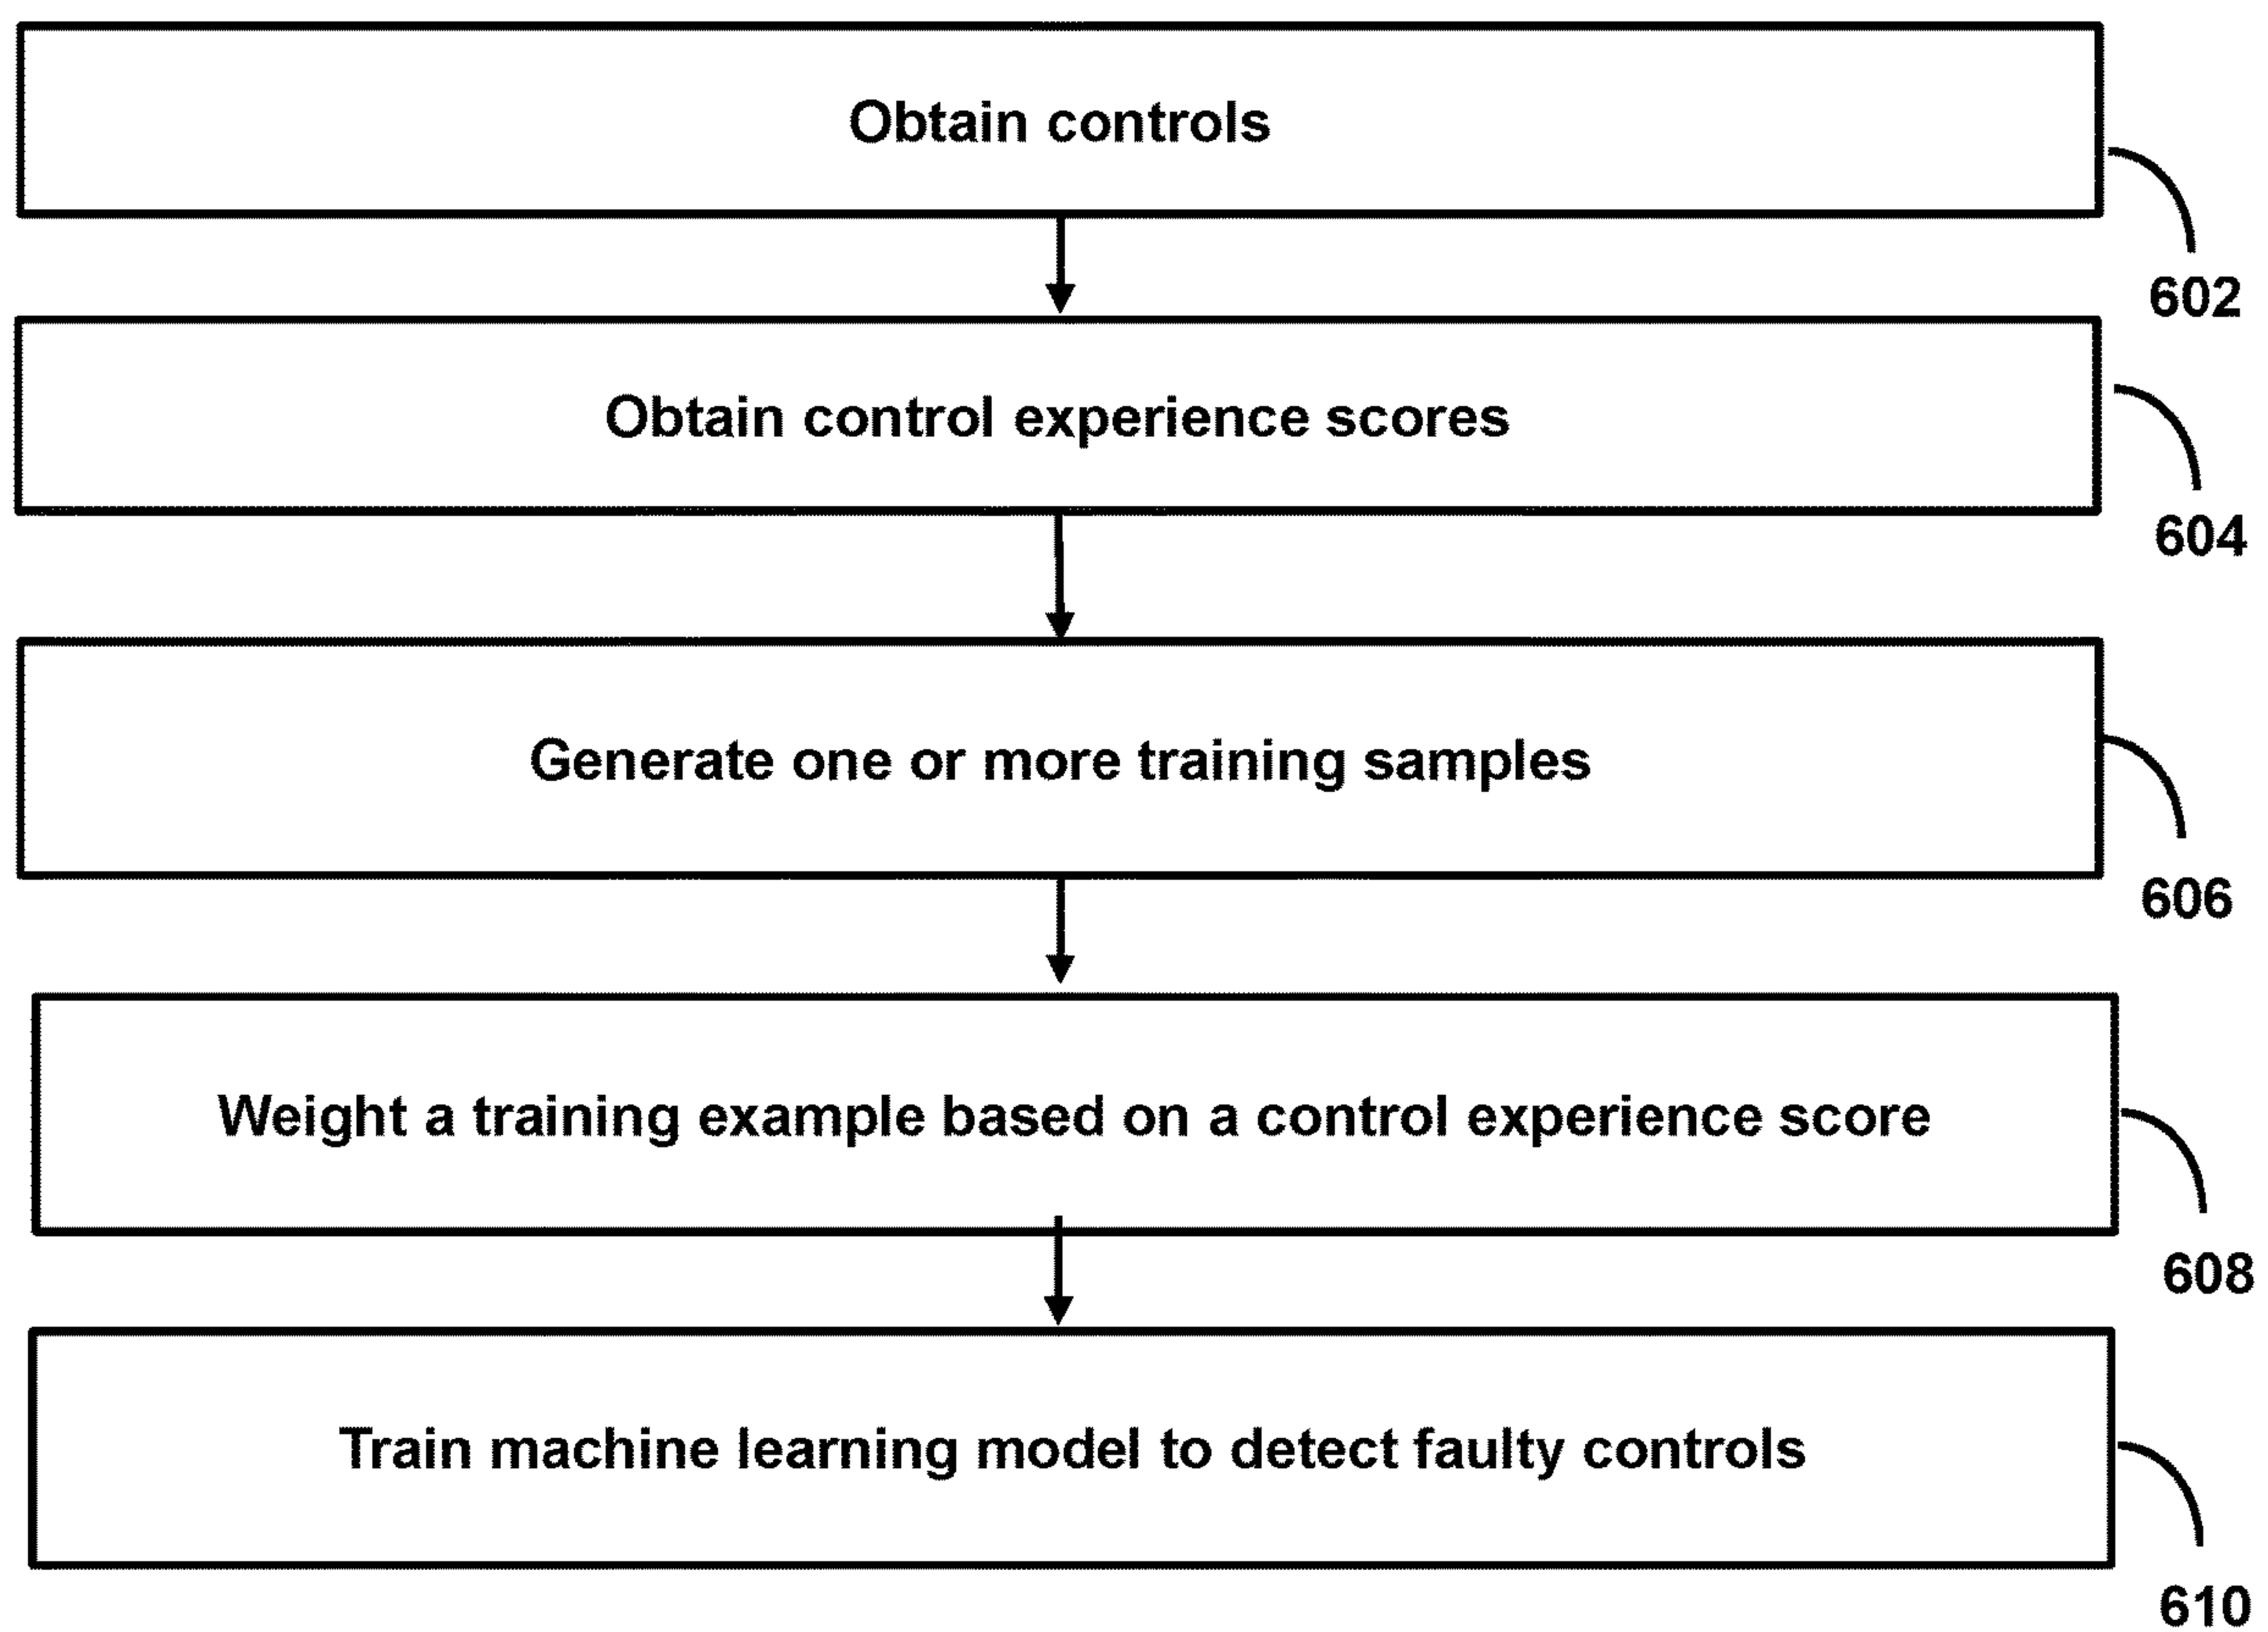 Obtain controls
602
Obtain control experience scores
604
Generate one or more training samples
606
Weight a training example based on a control experience score
608
Train machine learning model to detect faulty controls
610